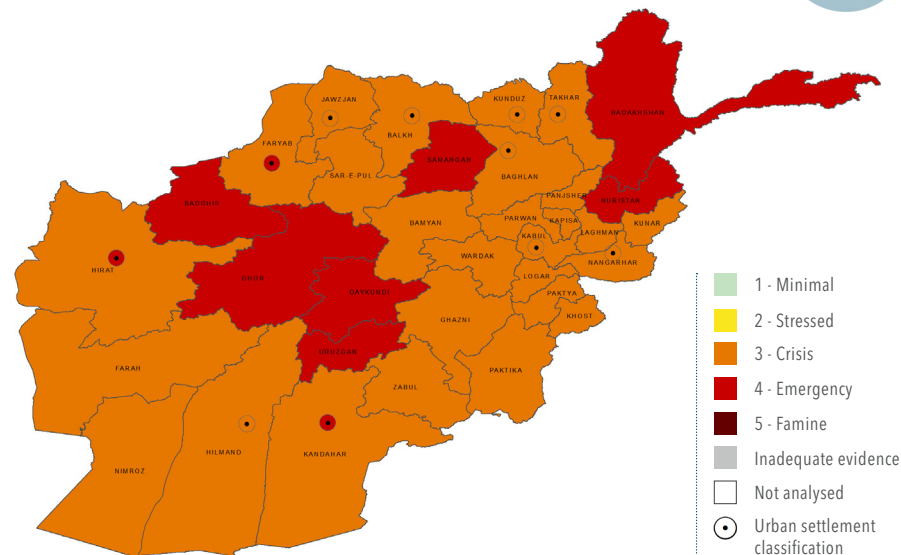 JAWZJAN
KUNDUZ
TAKHAR
BALKH
BADAKHSHAN
FARYAB
SAMANGAN
SAR-E-PUL
BAGHLAN
PANJSHER
NURISTAN
BADGHIS
BAMYAN
PARWAN
KAPISA
KUNAR
KABUL
LAGHMAN
WARDAK
NANGARHAR
HIRAT
GHUR
LOGAR
DAYKUNDI
PAKTYA
GHAZNI
KHOST
UROZGAN
FARAH
PAKTIKA
ZABUL
HILMAND
KANDAHAR
NIMROZ
1 - Minimal
2 - Stressed
3 - Crisis
4 - Emergency
5 - Famine
Inadequate evidence
Not analysed
Urban settlement
classification